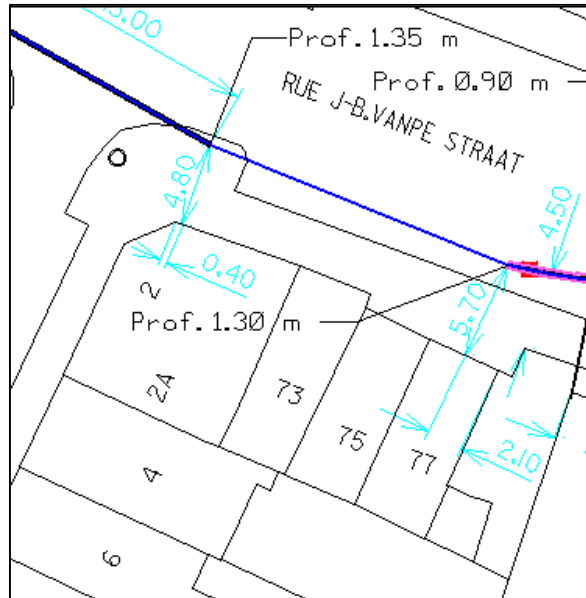 Prof. 1.35 m
Prof. 0.90 m
RUE J-B.VANPE STRAAT
4.80
4.50
0.40
2
Prof. 1.30 m
5.70
2A
73
75
77
2.10
4
6